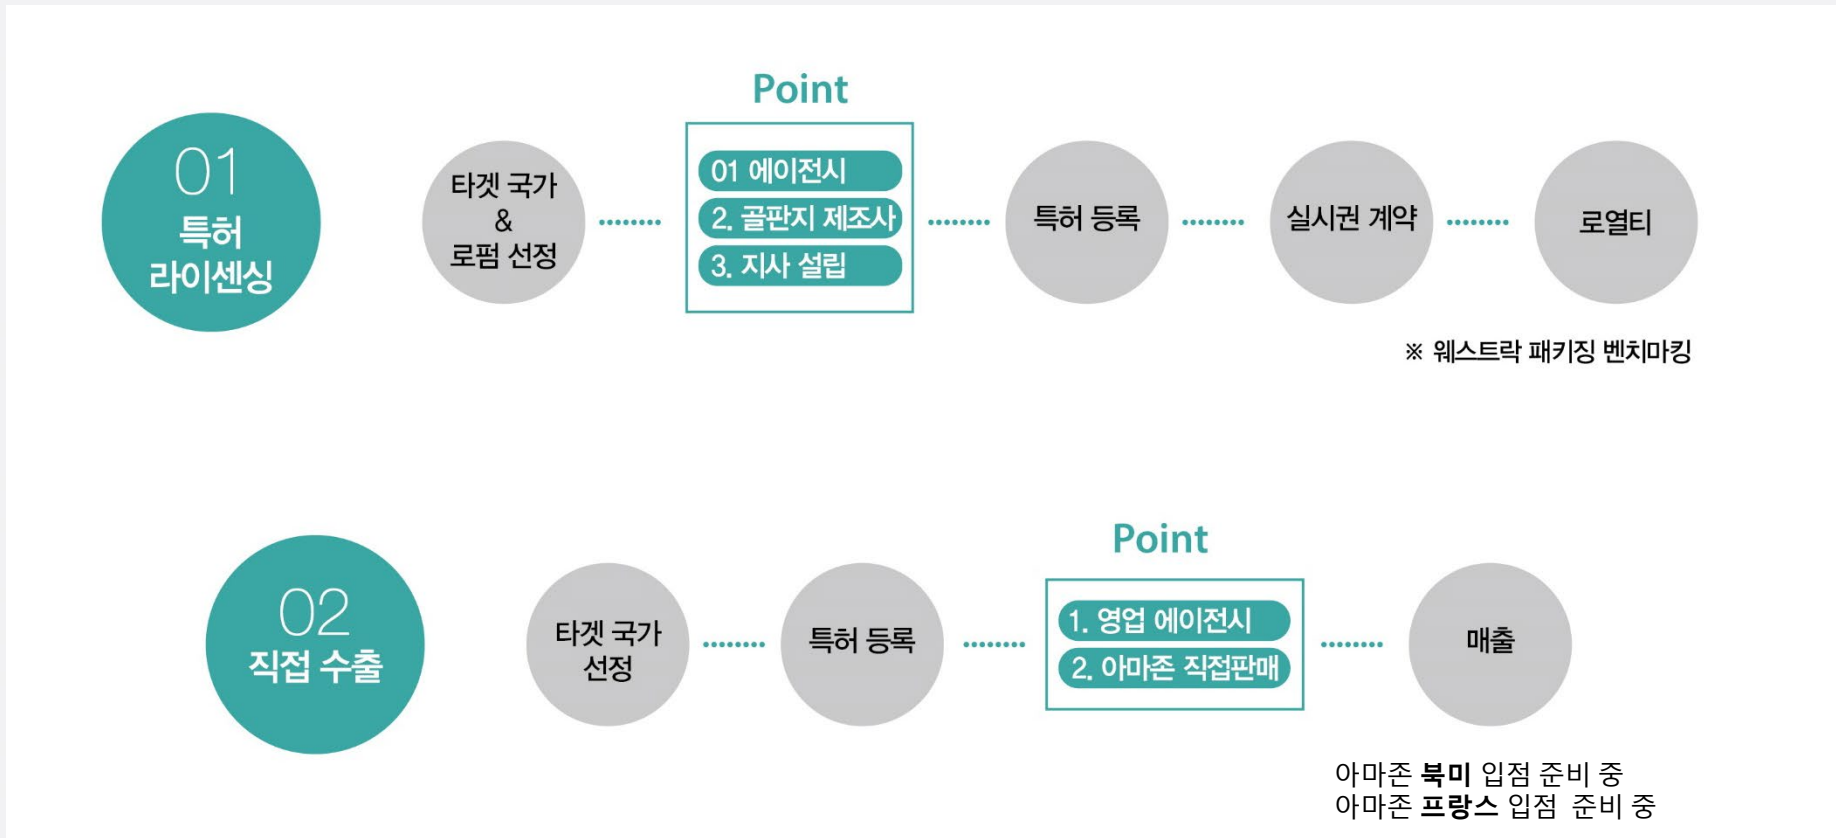 Point
01
특허
라이센싱
타겟 국가
&
로펌 선정
01 에이전시
2. 골판지 제조사
3. 지사 설립
특허 등록
실시권 계약
로열티
※ 웨스트락 패키징 벤치마킹
Point
02
직접 수출
타겟 국가
선정
특허 등록
1. 영업 에이전시
2. 아마존 직접판매
매출
아마존 북미 입점 준비 중
아마존 프랑스 입점 준비 중